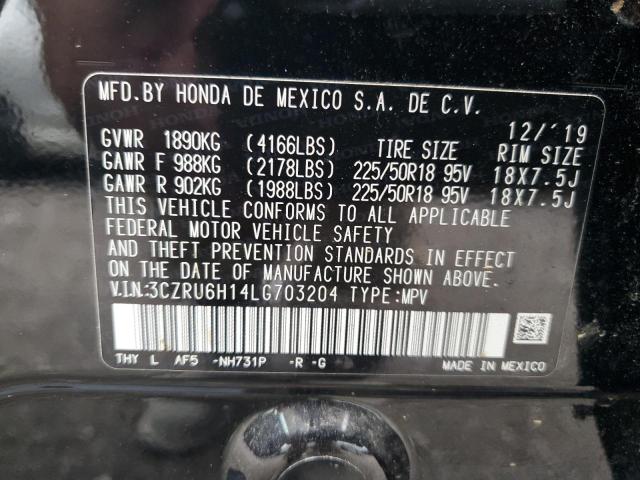 MFD.BY HONDA DE MEXICO S.A. DE C.V.
12/'19
GVWR 1890KG (4166LBS) TIRE SIZE RIM SIZE
GAWR F 988KG (2178LBS) 225/50R18 95V 18X7.5J
GAWR R 902KG (1988LBS) 225/50R18 95V 18X7.5J
THIS VEHICLE CONFORMS TO ALL APPLICABLE
FEDERAL MOTOR VEHICLE SAFETY
AND THEFT PREVENTION STANDARDS IN EFFECT
ON THE DATE OF MANUFACTURE SHOWN ABOVE.
V.I.N:3CZRU6H14LG703204 TYPE:MPV
THY L AF5 -NH731P -R -G
MADE IN MEXICO